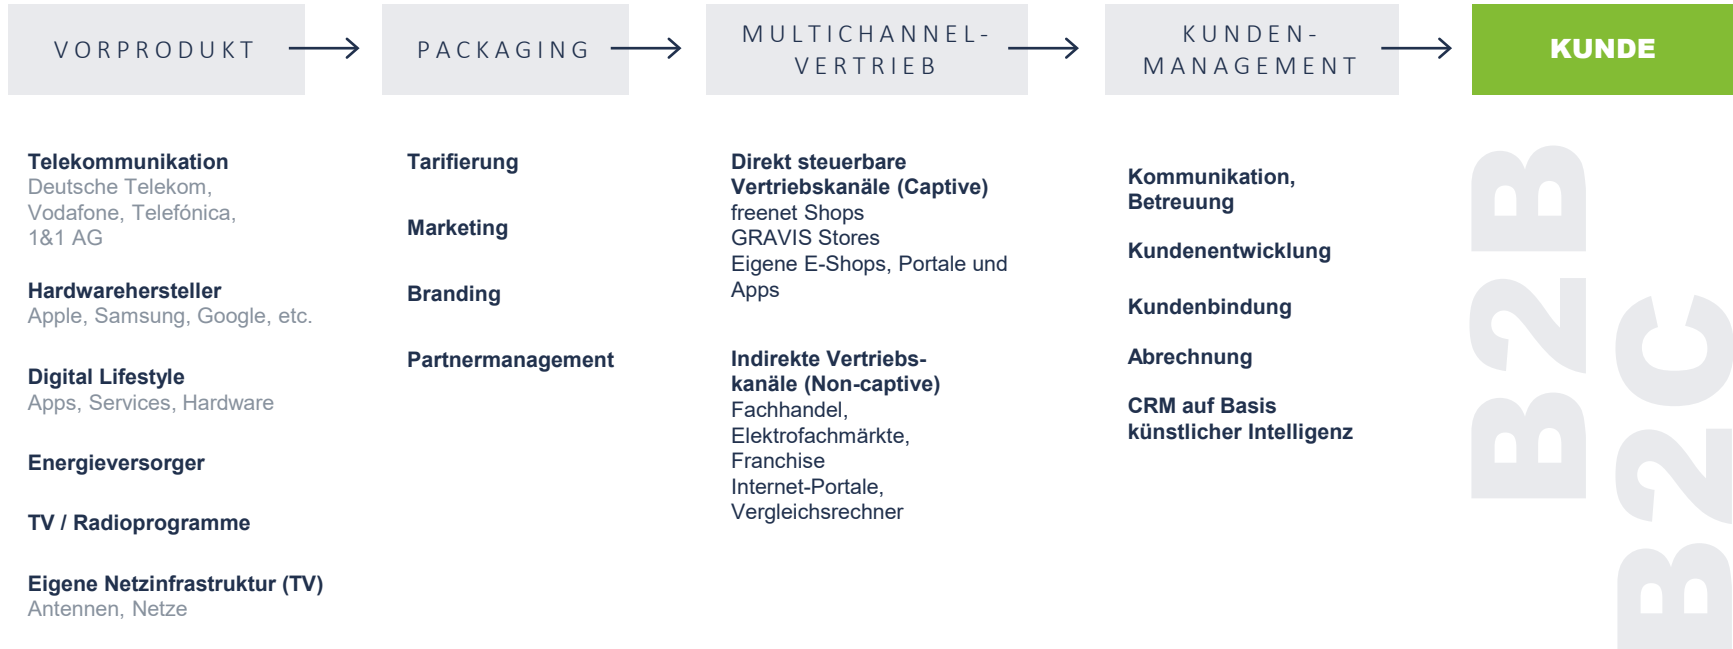 VORPRODUKT
PACKAGING
MULTICHANNEL-
VERTRIEB
KUNDEN-
MANAGEMENT
KUNDE
Telekommunikation
Deutsche Telekom,
Vodafone, Telefónica,
1&1 AG
Hardwarehersteller
Apple, Samsung, Google, etc.
Digital Lifestyle
Apps, Services, Hardware
Energieversorger
TV / Radioprogramme
Eigene Netzinfrastruktur (TV)
Antennen, Netze
Tarifierung
Marketing
Branding
Partnermanagement
Direkt steuerbare
Vertriebskanäle (Captive)
freenet Shops
GRAVIS Stores
Eigene E-Shops, Portale und
Apps
Indirekte Vertriebs-
kanäle (Non-captive)
Fachhandel,
Elektrofachmärkte,
Franchise
Internet-Portale,
Vergleichsrechner
Kommunikation,
Betreuung
Kundenentwicklung
Kundenbindung
Abrechnung
CRM auf Basis
künstlicher Intelligenz
B2B
B2C